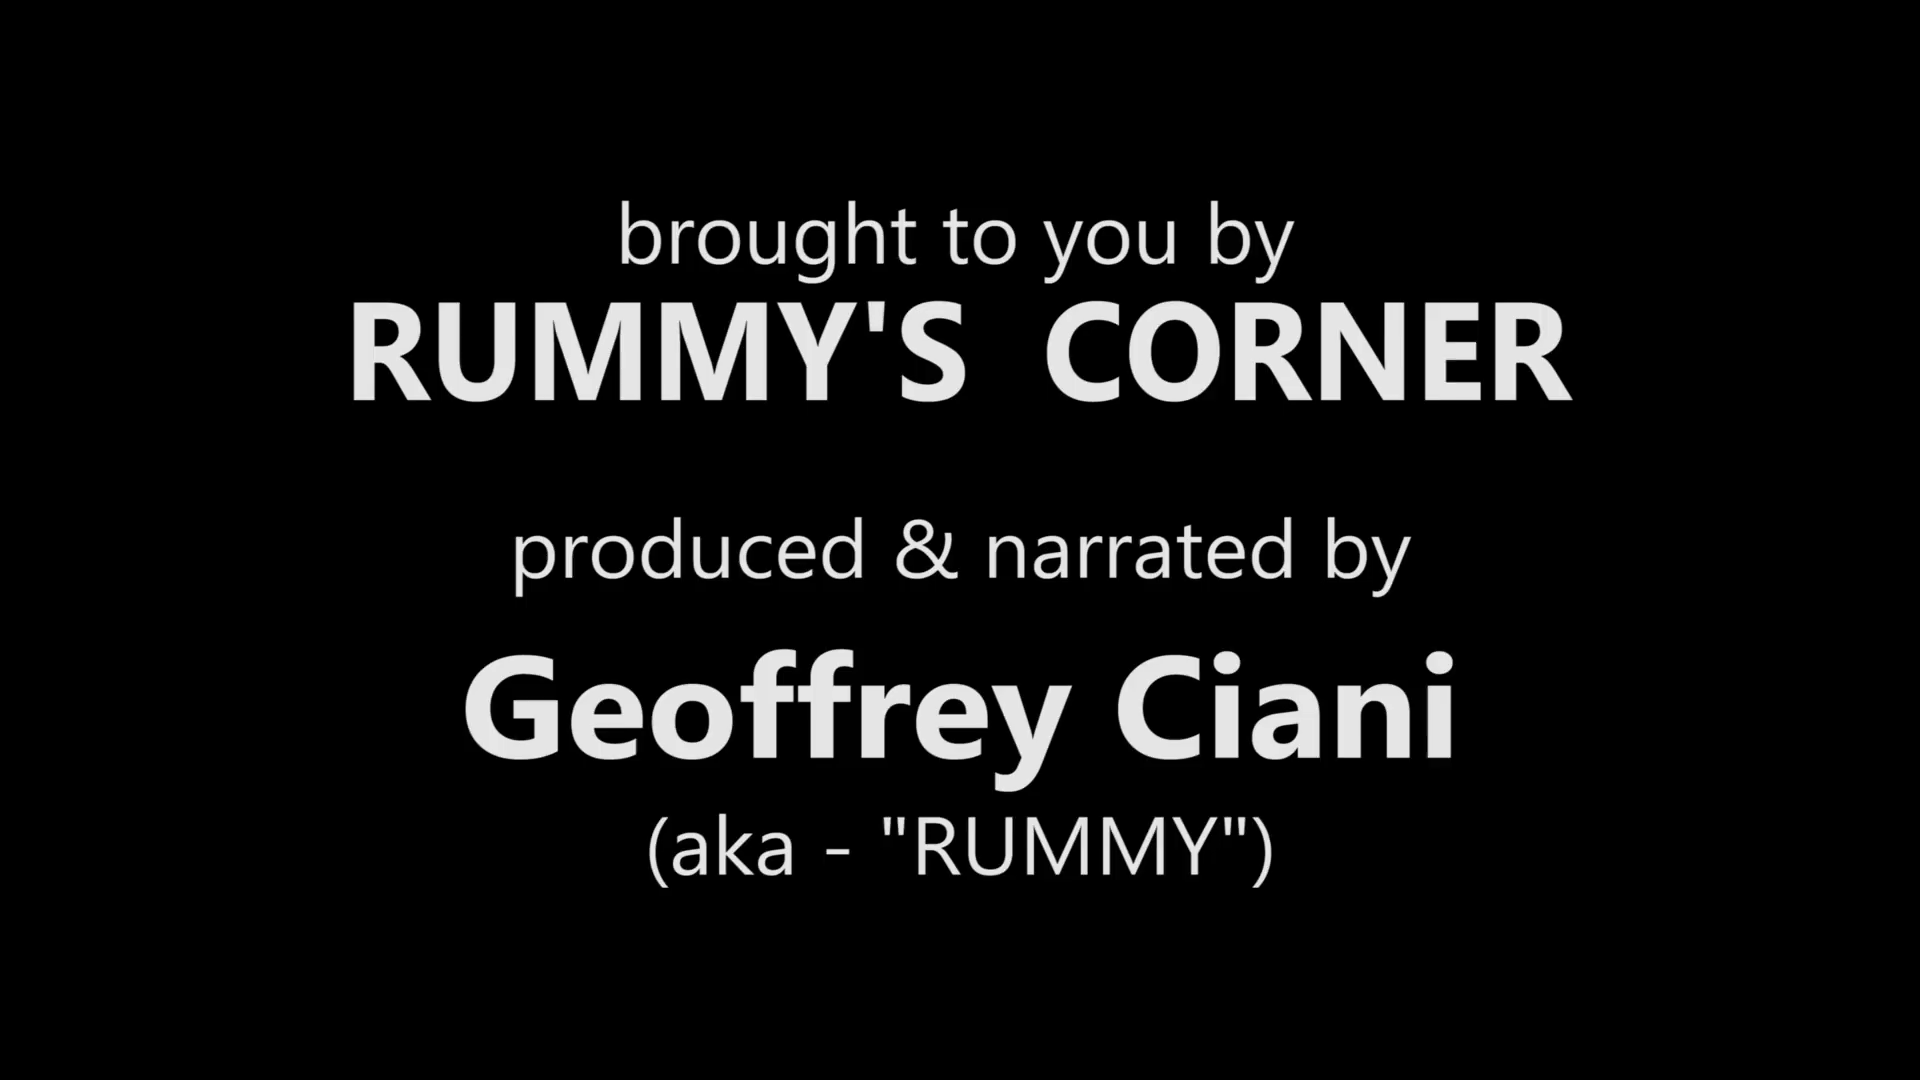 brought to you by
RUMMY'S CORNER
produced & narrated by
Geoffrey Ciani
(aka - "RUMMY")